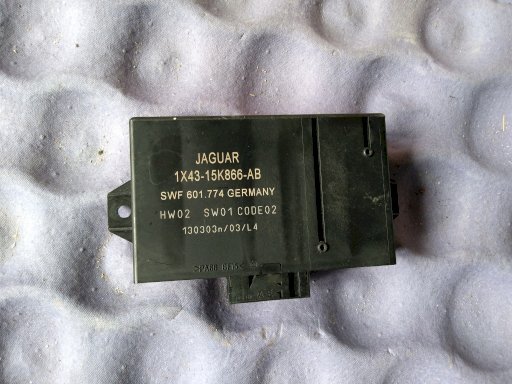 JAGUAR
1X43-15K866-AB
SWF 601.774 GERMANY
HW02 SW01 CODE02
130303n/03/L4